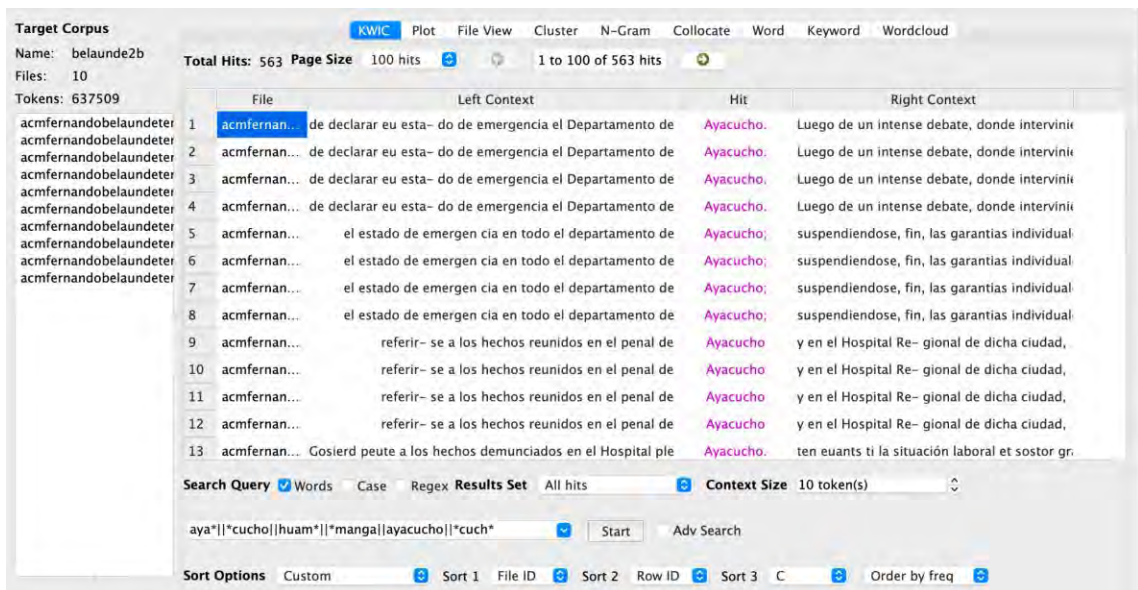 Target Corpus
Name: belaunde2b
Files: 10
Tokens: 637509
acmfernandobelaundeter
acmfernandobelaundeter
acmfernandobelaundeter
acmfernandobelaundeter
acmfernandobelaundeter
acmfernandobelaundeter
acmfernandobelaundeter
acmfernandobelaundeter
acmfernandobelaundeter
acmfernandobelaundeter
KWIC Plot File View Cluster N-Gram Collocate Word Keyword Wordcloud
Total Hits: 563 Page Size 100 hits 1 to 100 of 563 hits
File Left Context Hit Right Context
1 acmfernan... de declarar eu esta- do de emergencia el Departamento de Ayacucho. Luego de un intense debate, donde intervinie
2 acmfernan... de declarar eu esta- do de emergencia el Departamento de Ayacucho. Luego de un intense debate, donde intervinie
3 acmfernan... de declarar eu esta- do de emergencia el Departamento de Ayacucho. Luego de un intense debate, donde intervinie
4 acmfernan... de declarar eu esta- do de emergencia el Departamento de Ayacucho. Luego de un intense debate, donde intervinie
5 acmfernan... el estado de emergen cia en todo el departamento de Ayacucho; suspendiendose, fin, las garantias individual
6 acmfernan... el estado de emergen cia en todo el departamento de Ayacucho; suspendiendose, fin, las garantias individual
7 acmfernan... el estado de emergen cia en todo el departamento de Ayacucho; suspendiendose, fin, las garantias individual
8 acmfernan... el estado de emergen cia en todo el departamento de Ayacucho; suspendiendose, fin, las garantias individual
9 acmfernan... referir- se a los hechos reunidos en el penal de Ayacucho y en el Hospital Re- gional de dicha ciudad,
10 acmfernan... referir- se a los hechos reunidos en el penal de Ayacucho y en el Hospital Re- gional de dicha ciudad,
11 acmfernan... referir- se a los hechos reunidos en el penal de Ayacucho y en el Hospital Re- gional de dicha ciudad,
12 acmfernan... referir- se a los hechos reunidos en el penal de Ayacucho y en el Hospital Re- gional de dicha ciudad,
13 acmfernan... Gosierd peute a los hechos demunciados en el Hospital ple Ayacucho. ten euants ti la situación laboral et sostor gra
Search Query Words Case Regex Results Set All hits Context Size 10 token(s)
aya*||*cucho||huam*||*manga||ayacucho||*cuch* Start Adv Search
Sort Options Custom Sort 1 File ID Sort 2 Row ID Sort 3 C Order by freq